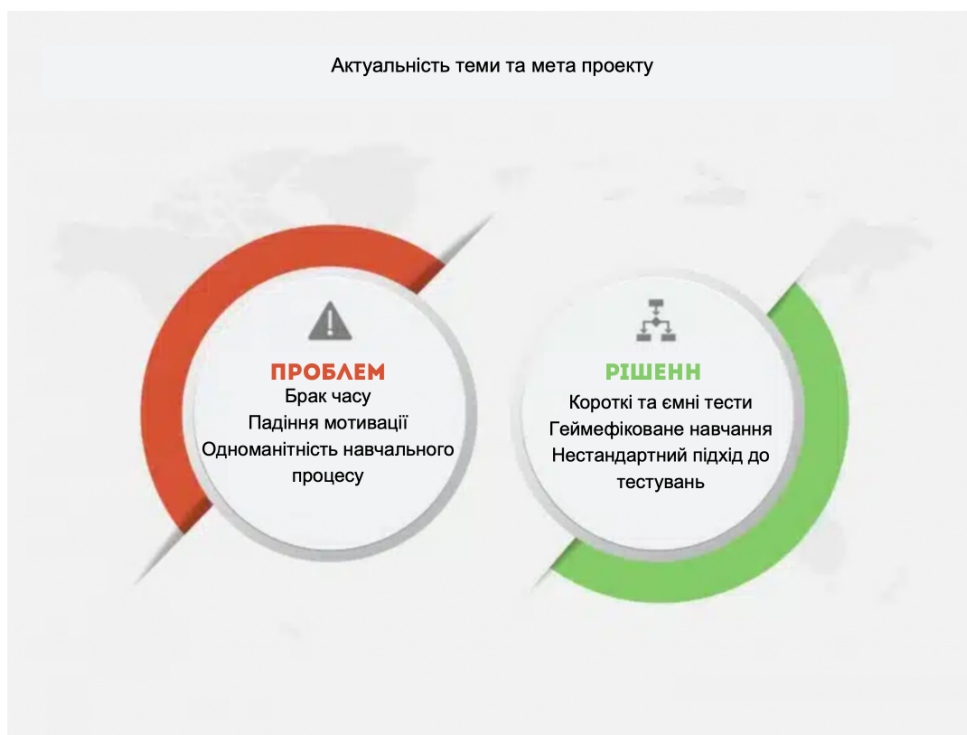 Актуальність теми та мета проекту
ПРОБЛЕМ
Брак часу
Падіння мотивації
Одноманітність навчального
процесу
РІШЕНН
Короткі та ємні тести
Геймефіковане навчання
Нестандартний підхід до
тестувань